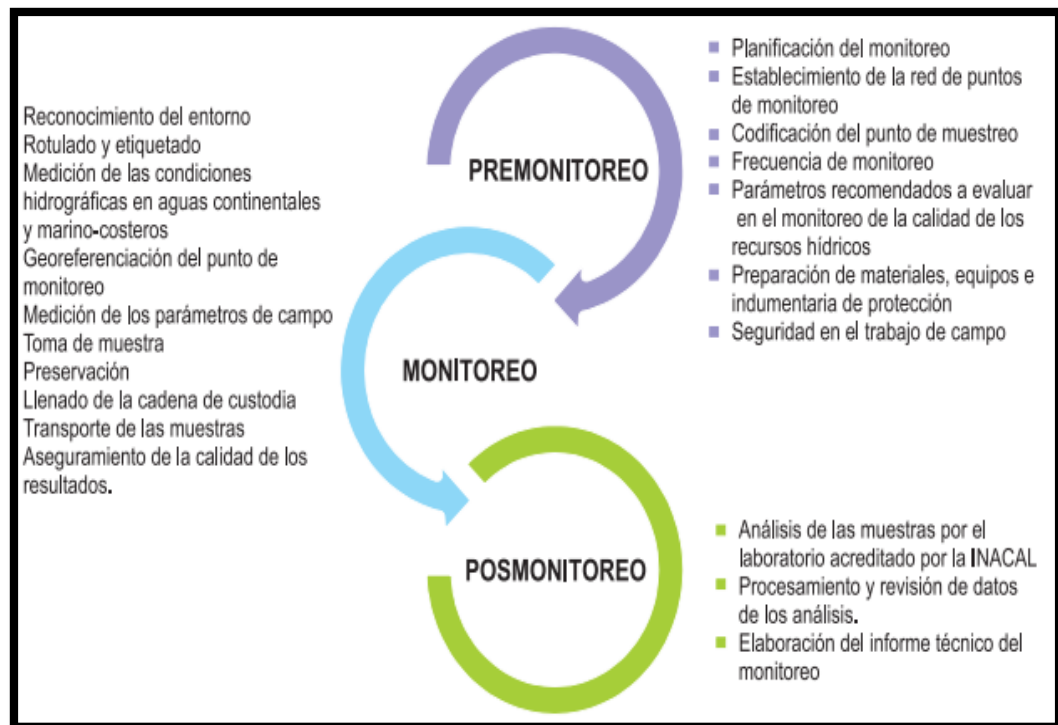 PREMONITOREO
Planificación del monitoreo
Establecimiento de la red de puntos
de monitoreo
Codificación del punto de muestreo
Frecuencia de monitoreo
Parámetros recomendados a evaluar
en el monitoreo de la calidad de los
recursos hídricos
Preparación de materiales, equipos e
indumentaria de protección
Seguridad en el trabajo de campo
MONITOREO
Reconocimiento del entorno
Rotulado y etiquetado
Medición de las condiciones
hidrográficas en aguas continentales
y marino-costeros
Georeferenciación del punto de
monitoreo
Medición de los parámetros de campo
Toma de muestra
Preservación
Llenado de la cadena de custodia
Transporte de las muestras
Aseguramiento de la calidad de los
resultados.
POSMONITOREO
Análisis de las muestras por el
laboratorio acreditado por la INACAL
Procesamiento y revisión de datos
de los análisis.
Elaboración del informe técnico del
monitoreo